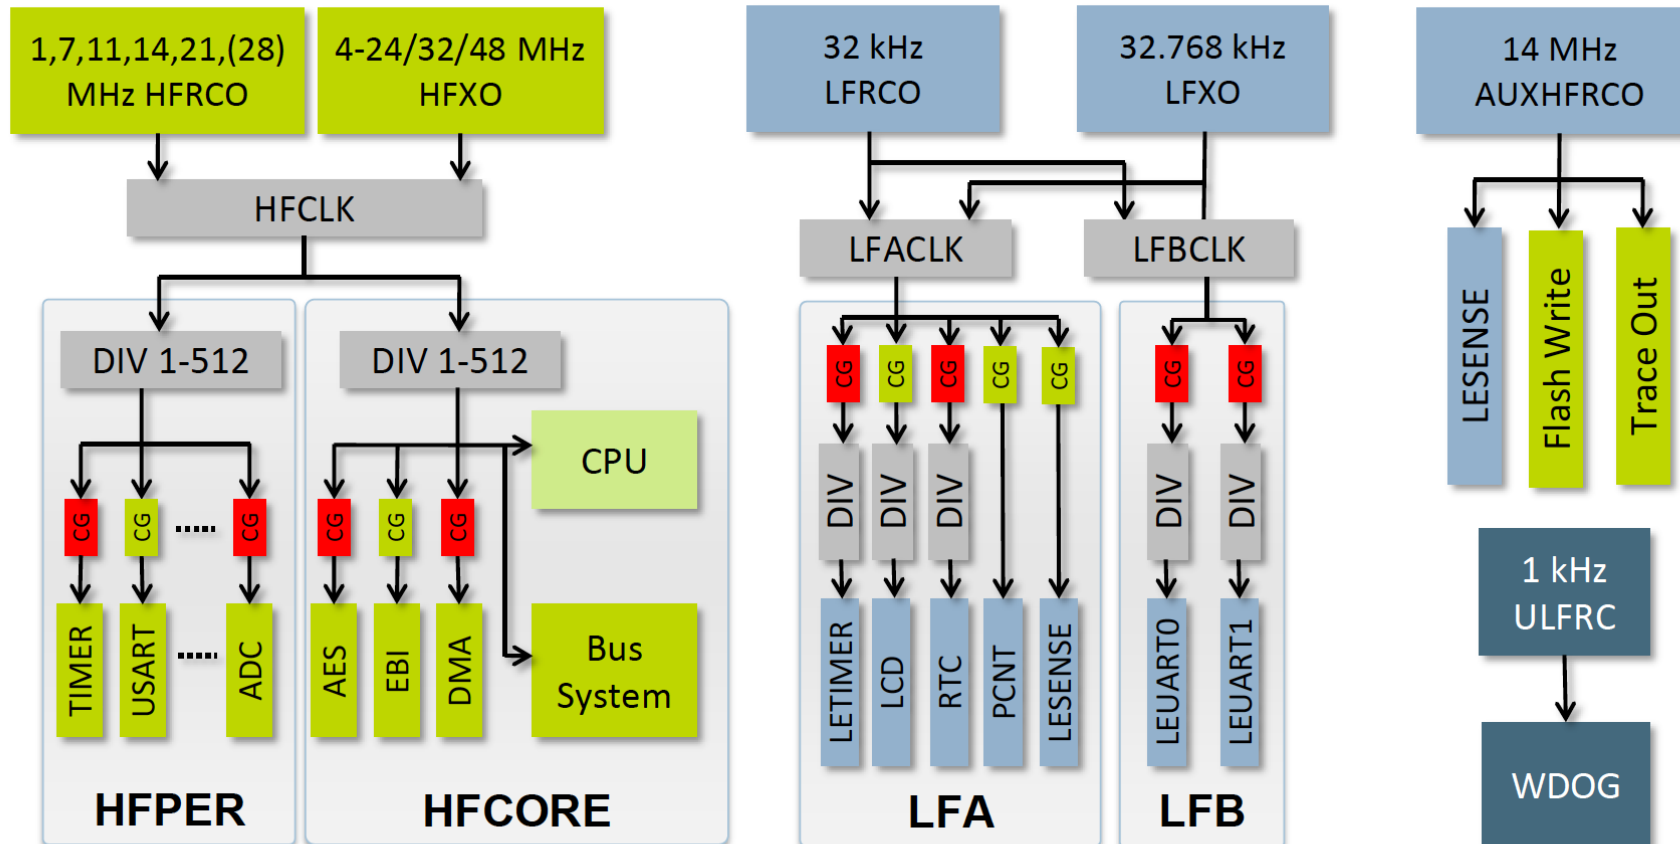 1,7,11,14,21,(28)
MHz HFRCO
4-24/32/48 MHz
HFXO
32 kHz
LFRCO
32.768 kHz
LFXO
14 MHz
AUXHFRCO
HFCLK
LFACLK
LFBCLK
DIV 1-512
DIV 1-512
CPU
CG
CG
CG
CG
CG
CG
TIMER
USART
ADC
AES
EBI
DMA
Bus
System
HFPER
HFCORE
CG
CG
CG
CG
CG
DIV
DIV
DIV
LETIMER
LCD
RTC
PCNT
LESENSE
LFA
CG
CG
DIV
DIV
LEUART0
LEUART1
LFB
LESENSE
Flash Write
Trace Out
1 kHz
ULFRC
WDOG